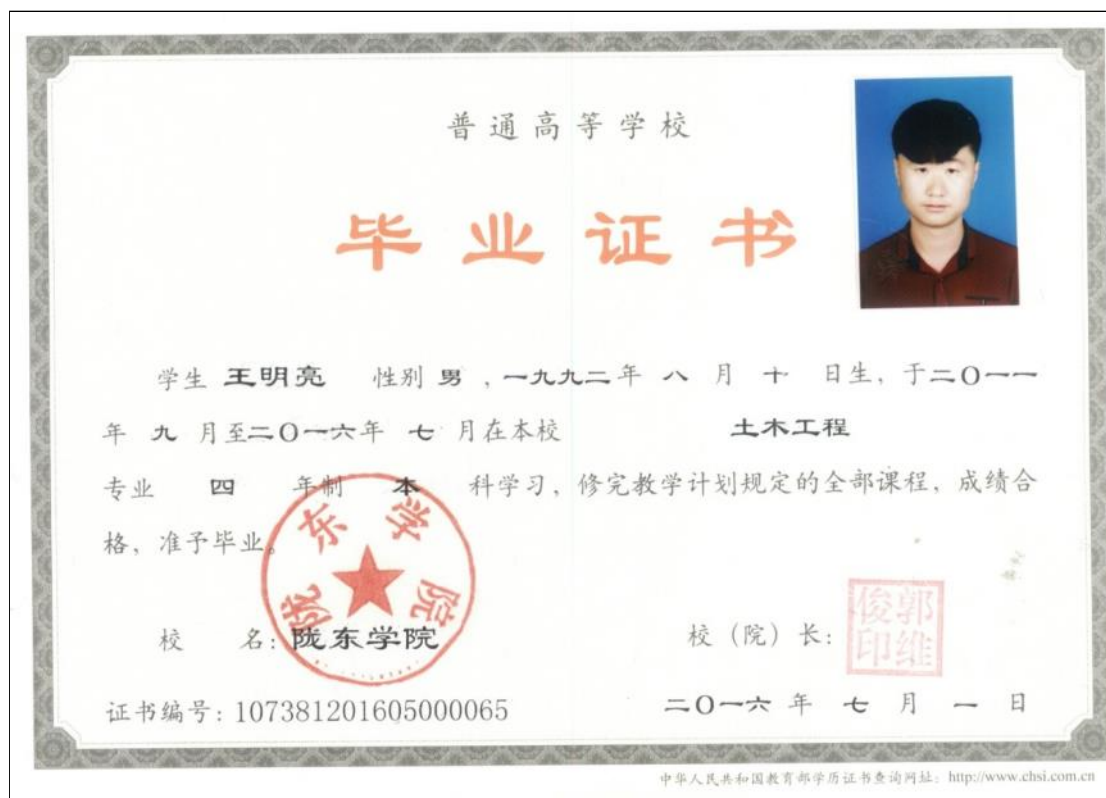 普通高等学校
毕业证书
学生 王明亮 性别 男 ,一九九二年 八 月 十 日生, 于二〇一一
年 九 月至二〇一六年 七 月在本校 土木工程
专业 四 年制 本 科学习, 修完教学计划规定的全部课程, 成绩合
格, 准予毕业。
陇东学院
校 名: 陇东学院
校（院）长:
郭维俊印
证书编号: 107381201605000065
二〇一六 年 七 月 一 日
中华人民共和国教育部学历证书查询网址: http://www.chsi.com.cn